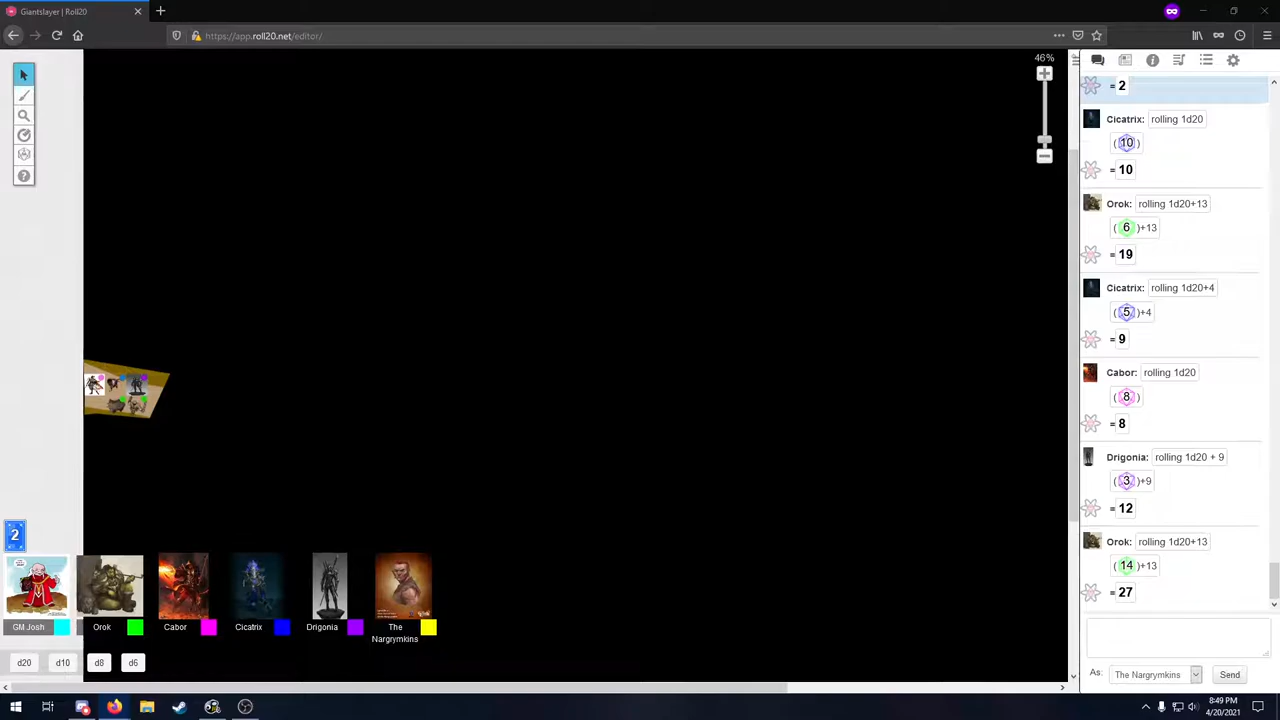 Giantslayer | Roll20
https://app.roll20.net/editor/
46%
= 2
Cicatrix: rolling 1d20
(10)
= 10
Orok: rolling 1d20+13
(6)+13
= 19
Cicatrix: rolling 1d20+4
(5)+4
= 9
Cabor: rolling 1d20
(8)
= 8
Drigonia: rolling 1d20 + 9
(3)+9
= 12
Orok: rolling 1d20+13
(14)+13
= 27
2
GM Josh
Orok
Cabor
Cicatrix
Drigonia
The
Nargrymkins
d20
d10
d8
d6
As: The Nargrymkins
Send
8:49 PM
4/20/2021